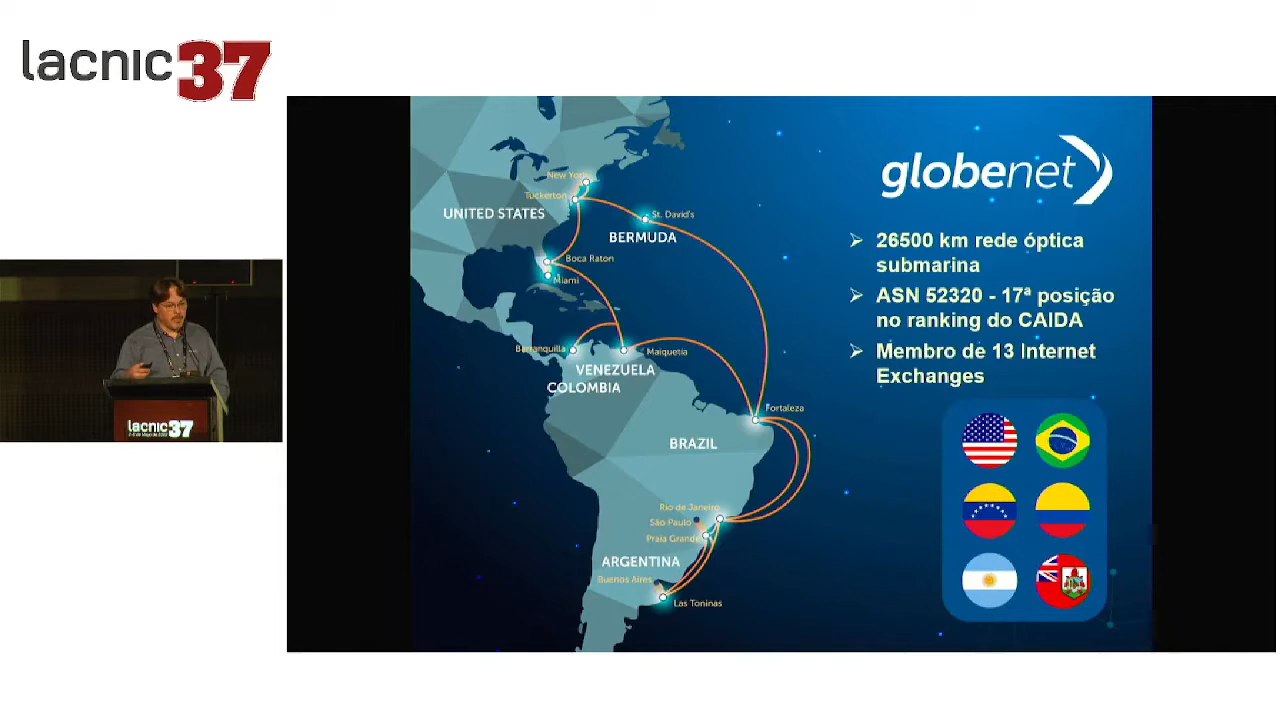 lacnic37
globenet
New York
Tuckerton
UNITED STATES
St. David's
BERMUDA
Boca Raton
Miami
Barranquilla
Maiquetía
VENEZUELA
COLOMBIA
Fortaleza
BRAZIL
Rio de Janeiro
São Paulo
Praia Grande
ARGENTINA
Buenos Aires
Las Toninas
➢ 26500 km rede óptica
submarina
➢ ASN 52320 - 17ª posição
no ranking do CAIDA
➢ Membro de 13 Internet
Exchanges
lacnic37